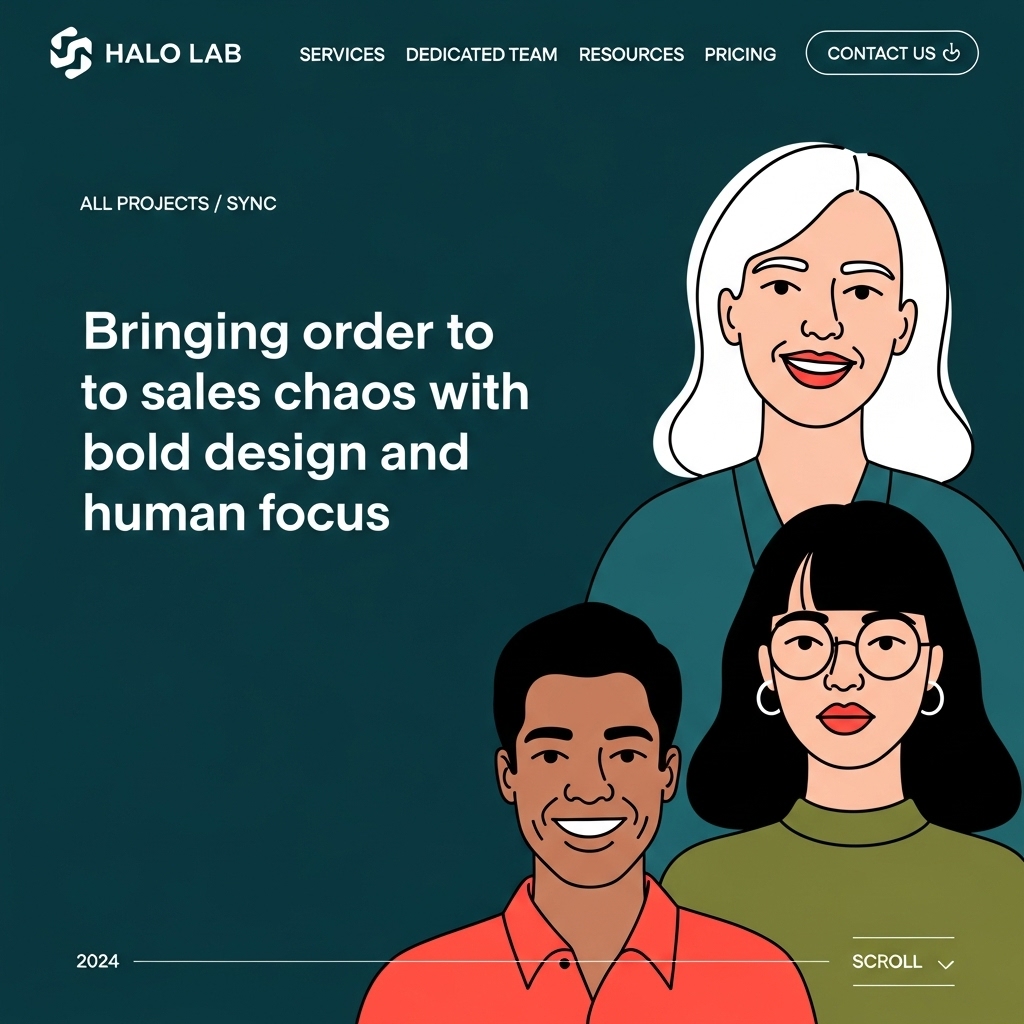 HALO LAB
SERVICES DEDICATED TEAM RESOURCES PRICING CONTACT US
ALL PROJECTS / SYNC
Bringing order to
to sales chaos with
bold design and
human focus
2024
SCROLL